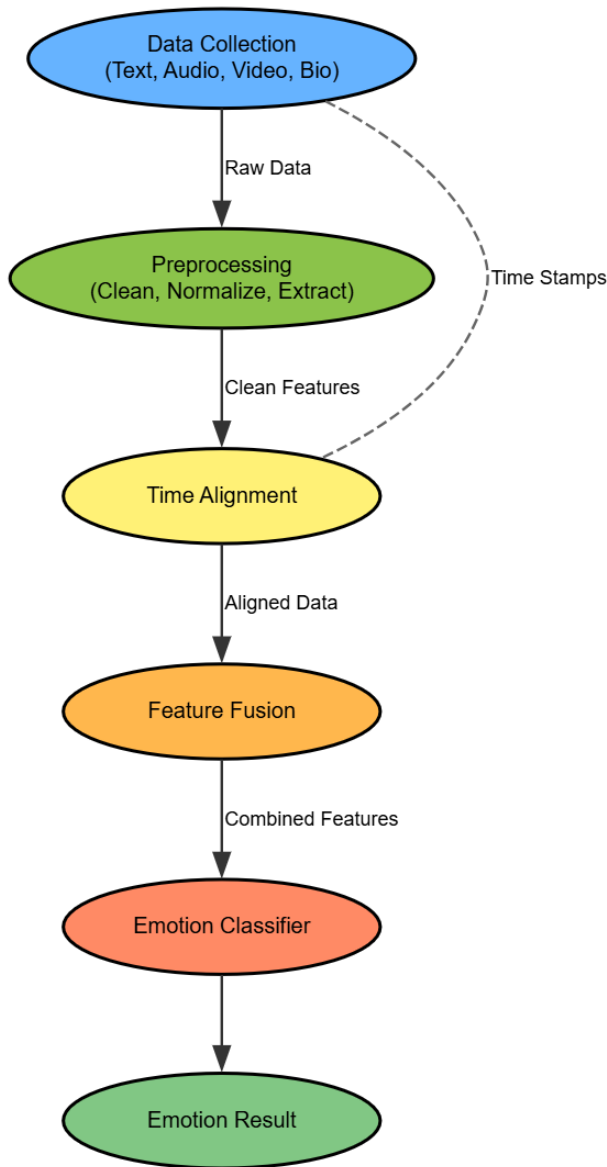 Data Collection
(Text, Audio, Video, Bio)
Raw Data
Preprocessing
(Clean, Normalize, Extract)
Time Stamps
Clean Features
Time Alignment
Aligned Data
Feature Fusion
Combined Features
Emotion Classifier
Emotion Result